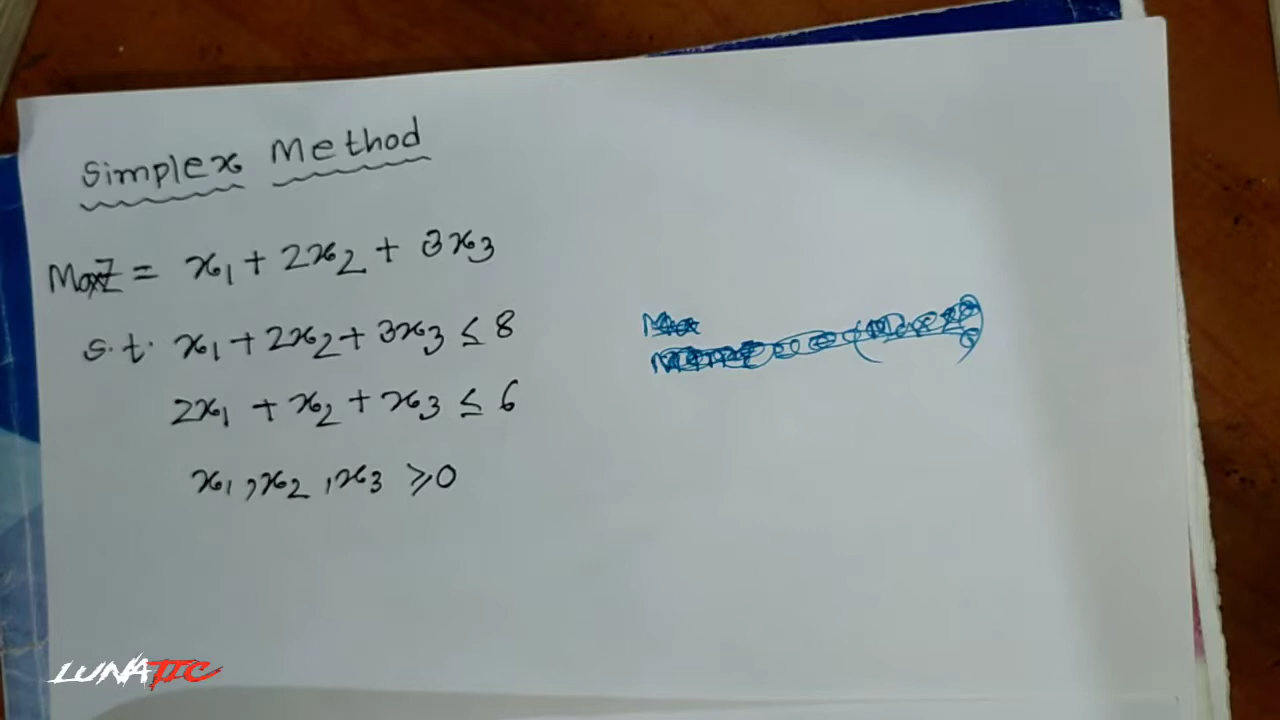 Simplex Method
Max Z = x₁ + 2x₂ + 3x₃
s.t. x₁ + 2x₂ + 3x₃ ≤ 8
2x₁ + x₂ + x₃ ≤ 6
x₁, x₂, x₃ ≥ 0
LUNATIC